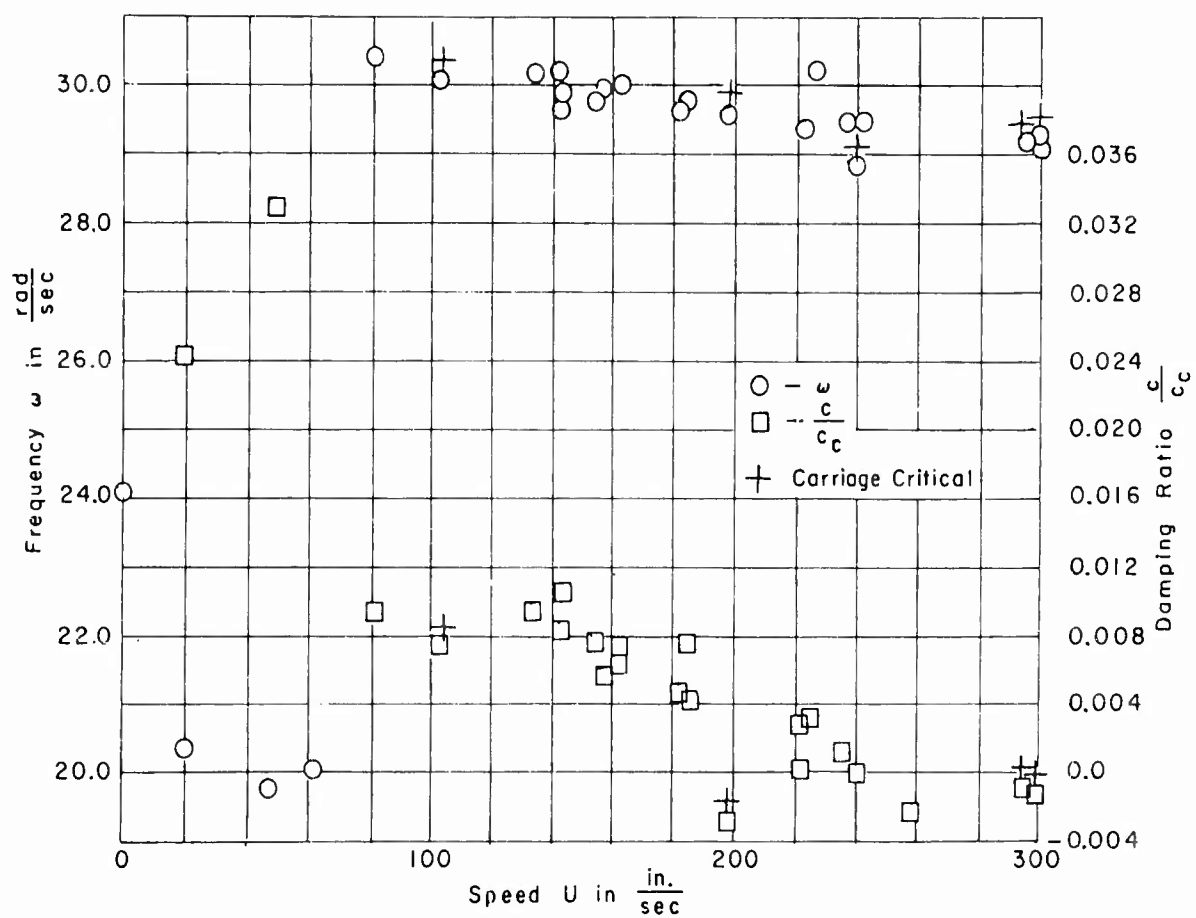 30.0
28.0
26.0
24.0
22.0
20.0
Frequency ω in rad/sec
0.036
0.032
0.028
0.024
0.020
0.016
0.012
0.008
0.004
0.0
-0.004
Damping Ratio c/c_c
○ - ω
□ - c/c_c
+ Carriage Critical
0 100 200 300
Speed U in in./sec